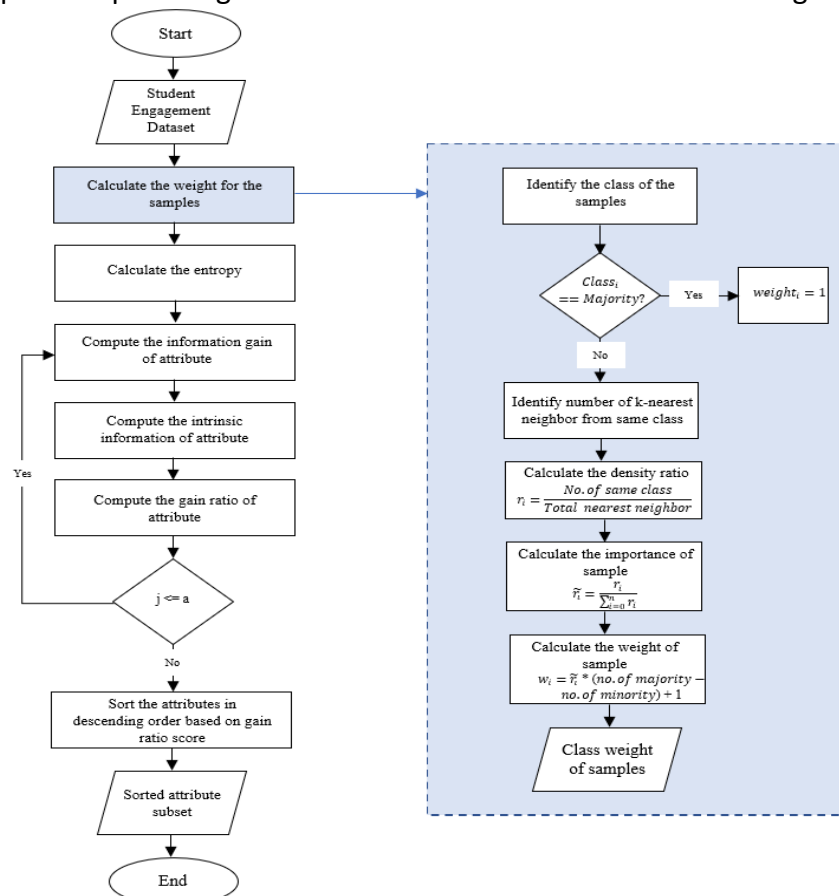 Start
Student
Engagement
Dataset
Calculate the weight for the
samples
Calculate the entropy
Compute the information gain
of attribute
Compute the intrinsic
information of attribute
Yes
Compute the gain ratio of
attribute
j <= a
No
Sort the attributes in
descending order based on gain
ratio score
Sorted attribute
subset
End
Identify the class of the
samples
Class_i
== Majority?
Yes
weight_i = 1
No
Identify number of k-nearest
neighbor from same class
Calculate the density ratio
r_i = No. of same class / Total nearest neighbor
Calculate the importance of
sample
r̃_i = r_i / ∑_{i=0}^{n} r_i
Calculate the weight of
sample
w_i = r̃_i * (no. of majority −
no. of minority) + 1
Class weight
of samples